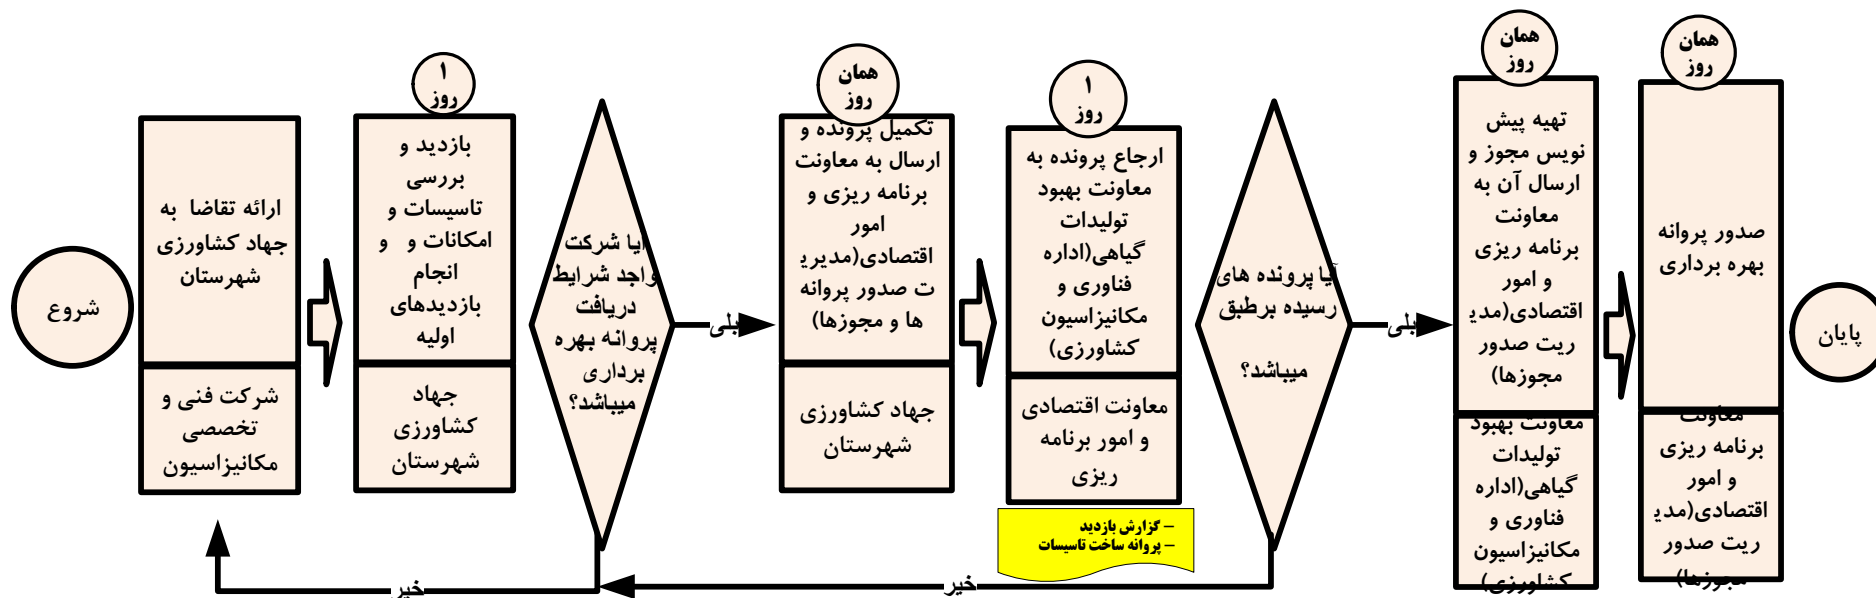 شروع
ارائه تقاضا به
جهاد کشاورزی
شهرستان
شرکت فنی و
تخصصی
مکانیزاسیون
۱
روز
بازدید و
بررسی
تاسیسات و
امکانات و و
انجام
بازدیدهای
اولیه
جهاد
کشاورزی
شهرستان
آیا شرکت
واجد شرایط
دریافت
پروانه بهره
برداری
میباشد؟
بلی
خیر
همان
روز
تکمیل پرونده و
ارسال به معاونت
برنامه ریزی و
امور
اقتصادی(مدیری
ت صدور پروانه
ها و مجوزها)
جهاد کشاورزی
شهرستان
۱
روز
ارجاع پرونده به
معاونت بهبود
تولیدات
گیاهی(اداره
فناوری و
مکانیزاسیون
کشاورزی)
معاونت اقتصادی
و امور برنامه
ریزی
– گزارش بازدید
– پروانه ساخت تاسیسات
آیا پرونده های
رسیده برطبق
میباشد؟
بلی
خیر
همان
روز
تهیه پیش
نویس مجوز و
ارسال آن به
معاونت
برنامه ریزی
و امور
اقتصادی(مدی
ریت صدور
مجوزها)
معاونت بهبود
تولیدات
گیاهی(اداره
فناوری و
مکانیزاسیون
کشاورزی)
همان
روز
صدور پروانه
بهره برداری
معاونت
برنامه ریزی
و امور
اقتصادی(مدی
ریت صدور
مجوزها)
پایان